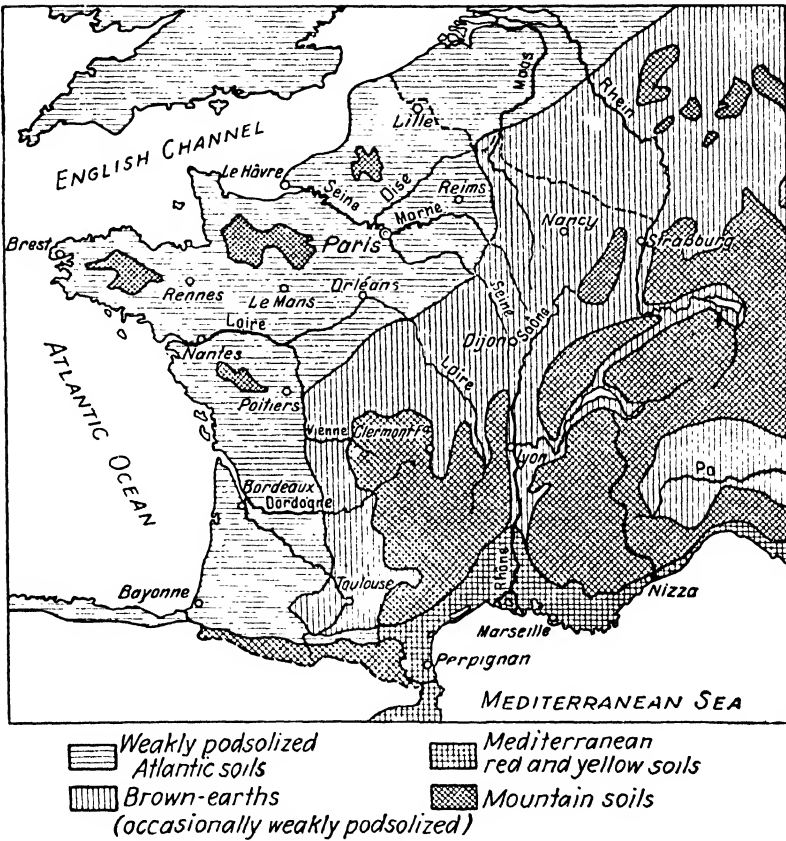 Maas
Rhein
Lille
ENGLISH CHANNEL
Le Hâvre
Seine
Oise
Reims
Marne
Nancy
Paris
Strabburg
Brest
Rennes
Le Mans
Orléans
Seine
Saône
Loire
Dijon
Loire
Nantes
ATLANTIC OCEAN
Poitiers
Vienne
Clermont
Lyon
Po
Bordeaux
Dordogne
Toulouse
Rhône
Nizza
Bayonne
Marseille
Perpignan
MEDITERRANEAN SEA
Weakly podsolized
Atlantic soils
Brown-earths
(occasionally weakly podsolized)
Mediterranean
red and yellow soils
Mountain soils